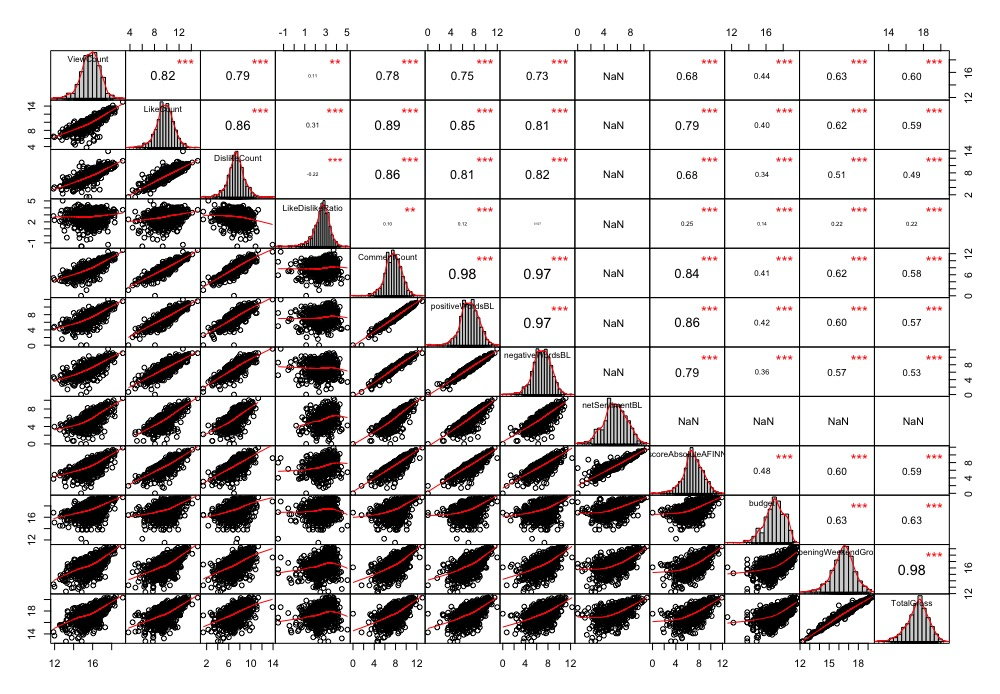 4 8 12 -1 1 3 5 0 4 8 12 0 4 8 12 16 14 18
ViewCount 0.82 *** 0.79 *** 0.11 ** 0.78 *** 0.75 *** 0.73 *** NaN 0.68 *** 0.44 *** 0.63 *** 0.60 *** 12 16
4 8 14 LikeCount 0.86 *** 0.31 *** 0.89 *** 0.85 *** 0.81 *** NaN 0.79 *** 0.40 *** 0.62 *** 0.59 ***
DislikeCount -0.22 *** 0.86 *** 0.81 *** 0.82 *** NaN 0.68 *** 0.34 *** 0.51 *** 0.49 *** 2 8 14
-1 2 5 LikeDislikeRatio 0.10 ** 0.12 *** NaN 0.25 *** 0.14 *** 0.22 *** 0.22 ***
CommentCount 0.98 *** 0.97 *** NaN 0.84 *** 0.41 *** 0.62 *** 0.58 *** 0 6 12
0 4 8 positiveWordsBL 0.97 *** NaN 0.86 *** 0.42 *** 0.60 *** 0.57 ***
negativeWordsBL NaN 0.79 *** 0.36 *** 0.57 *** 0.53 *** 0 4 8
0 4 8 netSentimentBL NaN NaN NaN NaN
scoreAbsoluteAFINN 0.48 *** 0.60 *** 0.59 *** 0 4 8
12 16 budget 0.63 *** 0.63 ***
peningWeekendGro 0.98 *** 12 16
14 18 TotalGross
12 16 2 6 10 14 0 4 8 12 0 4 8 12 0 4 8 12 12 15 18